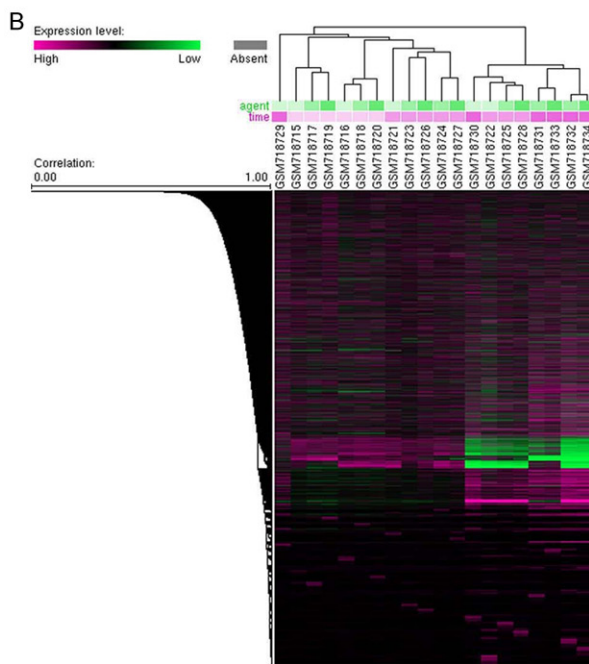 B
Expression level:
High Low Absent
agent
time
GSM718729
GSM718715
GSM718717
GSM718719
GSM718716
GSM718718
GSM718720
GSM718721
GSM718723
GSM718726
GSM718724
GSM718727
GSM718730
GSM718722
GSM718725
GSM718728
GSM718731
GSM718733
GSM718732
GSM718734
Correlation:
0.00 1.00